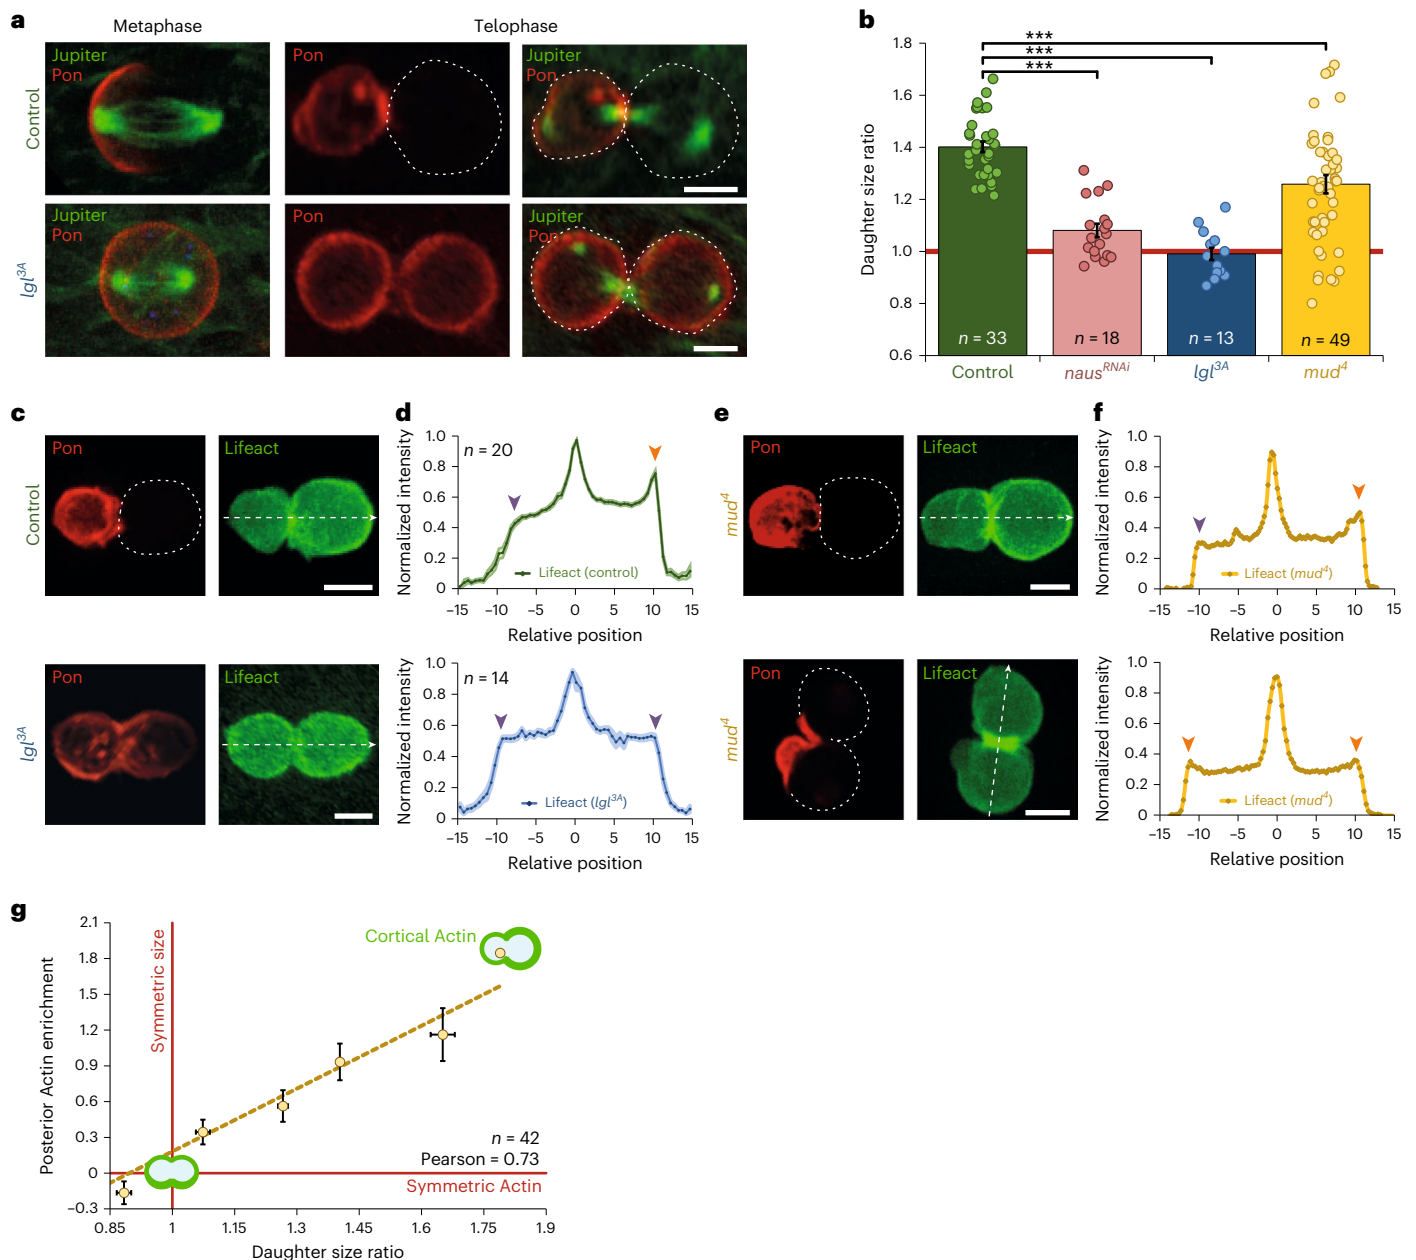 a
Metaphase
Telophase
Control
Jupiter
Pon
Pon
Jupiter
Pon
lgl3A
Jupiter
Pon
Pon
Jupiter
Pon
b
Daughter size ratio
1.8
1.6
1.4
1.2
1.0
0.8
0.6
***
***
***
n = 33
n = 18
n = 13
n = 49
Control
nausRNAi
lgl3A
mud4
c
Control
Pon
Lifeact
lgl3A
Pon
Lifeact
d
Normalized intensity
1.0
0.8
0.6
0.4
0.2
0
n = 20
Lifeact (control)
–15
–10
–5
0
5
10
15
Relative position
Normalized intensity
1.0
0.8
0.6
0.4
0.2
0
n = 14
Lifeact (lgl3A)
–15
–10
–5
0
5
10
15
Relative position
e
mud4
Pon
Lifeact
mud4
Pon
Lifeact
f
Normalized intensity
1.0
0.8
0.6
0.4
0.2
0
Lifeact (mud4)
–15
–10
–5
0
5
10
15
Relative position
Normalized intensity
1.0
0.8
0.6
0.4
0.2
0
Lifeact (mud4)
–15
–10
–5
0
5
10
15
Relative position
g
Posterior Actin enrichment
2.1
1.8
1.5
1.2
0.9
0.6
0.3
0
–0.3
Symmetric size
Cortical Actin
n = 42
Pearson = 0.73
Symmetric Actin
0.85
1
1.15
1.3
1.45
1.6
1.75
1.9
Daughter size ratio